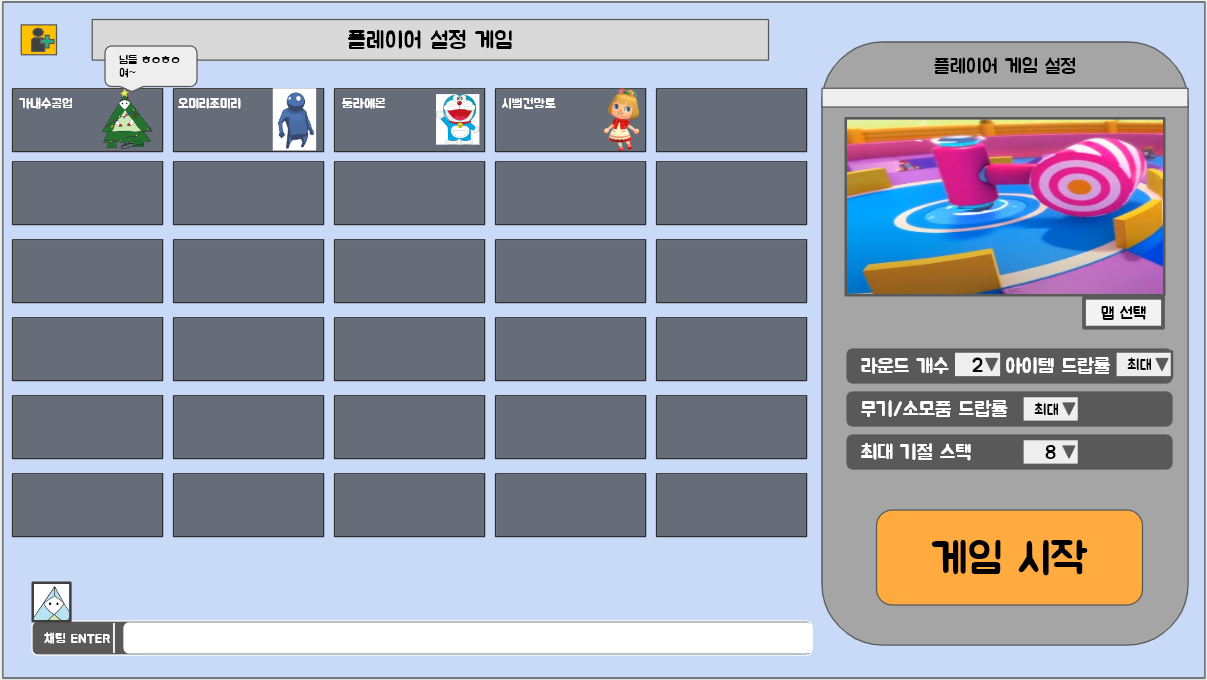 플레이어 설정 게임
님들 ㅎㅇㅎㅇ
여~
가내수공업
오미리조미리
동라에몬
시뻘건망토
플레이어 게임 설정
맵 선택
라운드 개수 2 아이템 드랍률 최대
무기/소모품 드랍률 최대
최대 기절 스택 8
게임 시작
채팅 ENTER